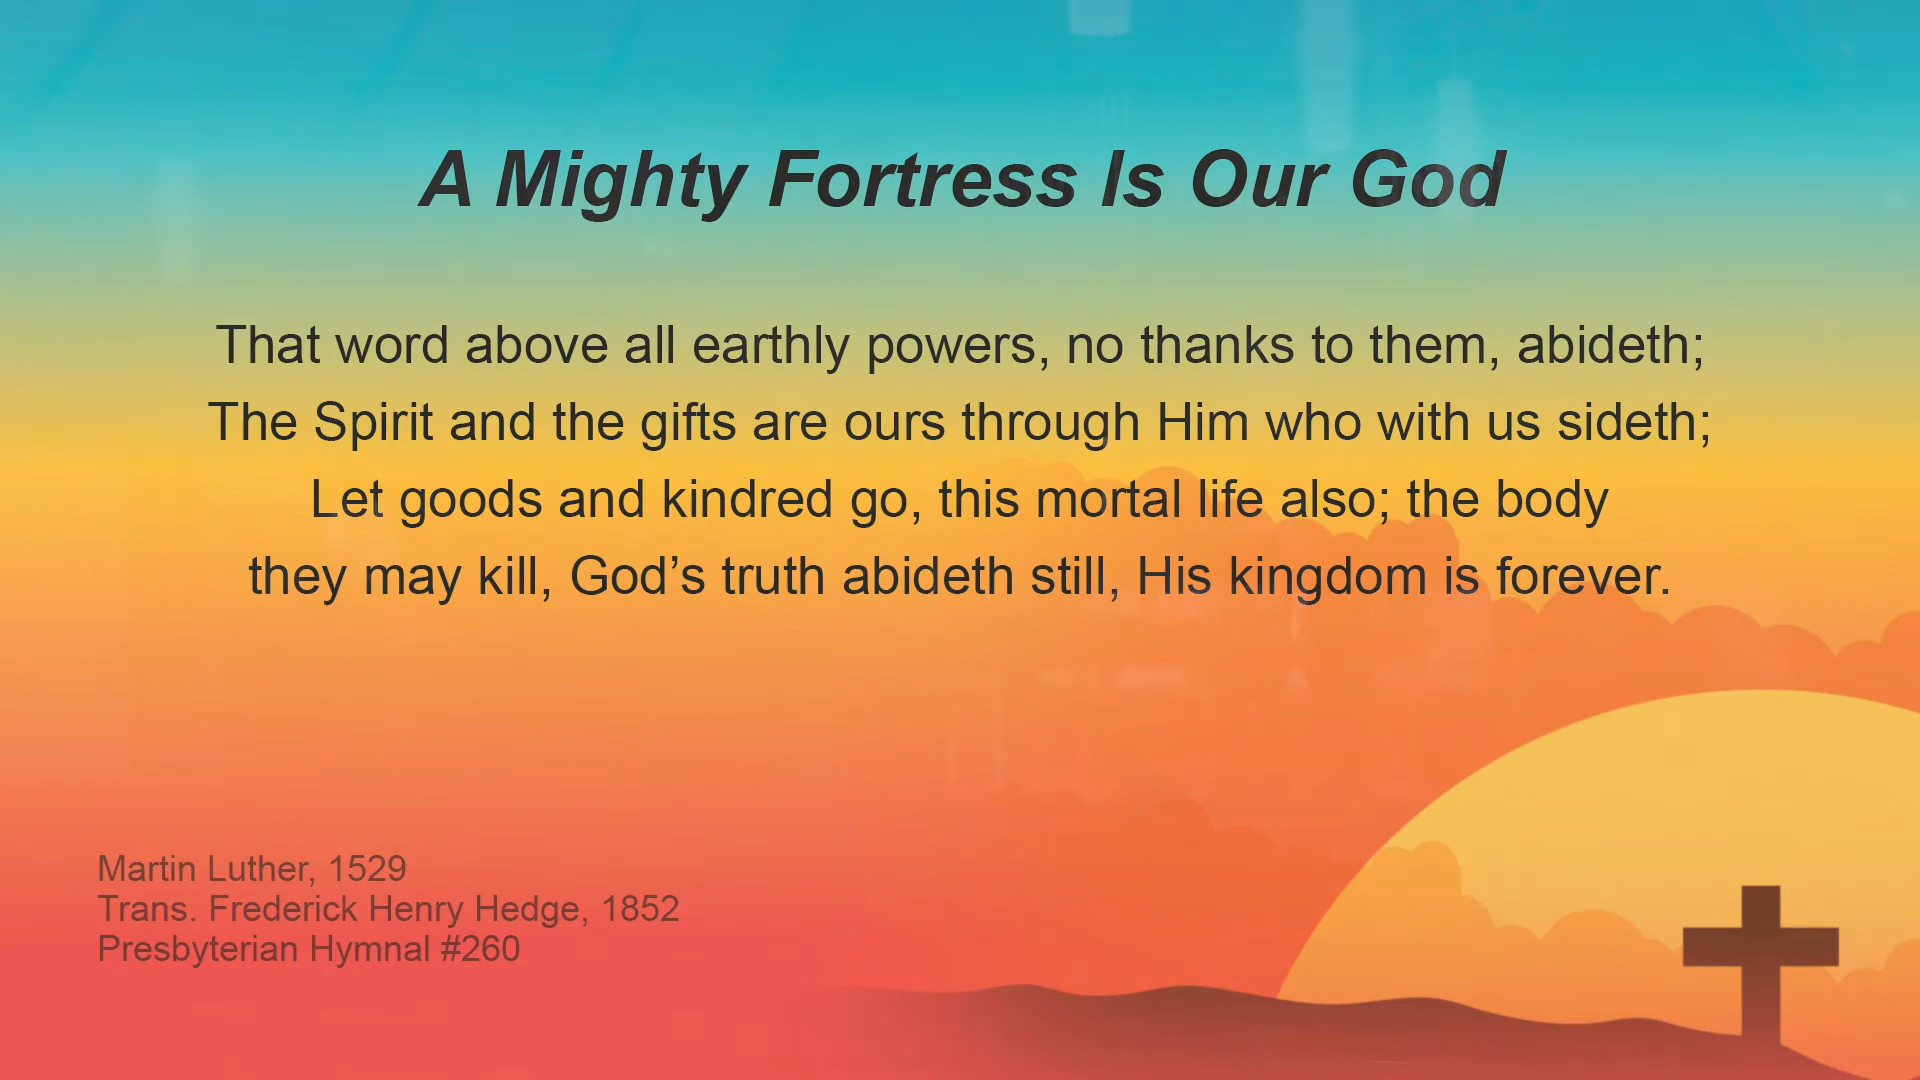 A Mighty Fortress Is Our God
That word above all earthly powers, no thanks to them, abideth;
The Spirit and the gifts are ours through Him who with us sideth;
Let goods and kindred go, this mortal life also; the body
they may kill, God’s truth abideth still, His kingdom is forever.
Martin Luther, 1529
Trans. Frederick Henry Hedge, 1852
Presbyterian Hymnal #260